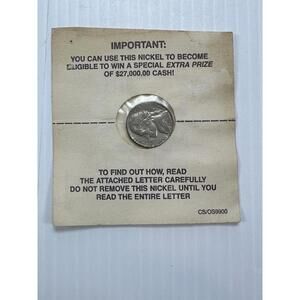 IMPORTANT:
YOU CAN USE THIS NICKEL TO BECOME
ELIGIBLE TO WIN A SPECIAL EXTRA PRIZE
OF $27,000.00 CASH!
TO FIND OUT HOW, READ
THE ATTACHED LETTER CAREFULLY
DO NOT REMOVE THIS NICKEL UNTIL YOU
READ THE ENTIRE LETTER
CS/OS9900